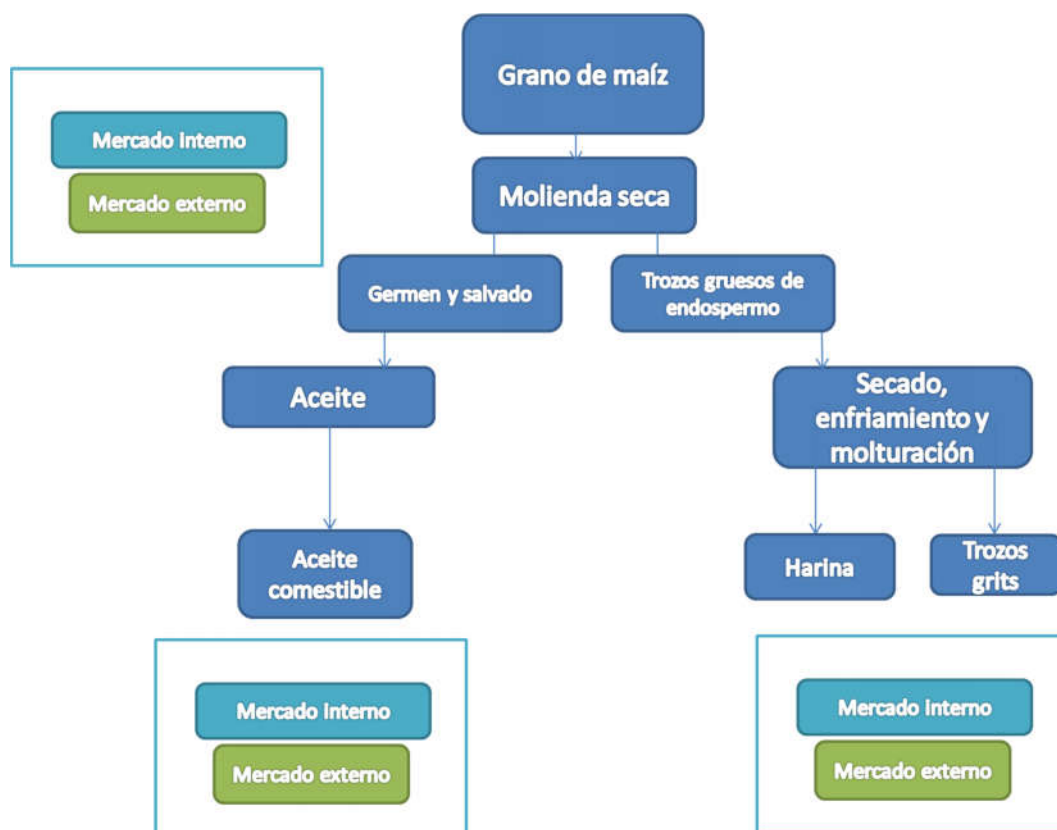 Grano de maíz
Mercado interno
Mercado externo
Molienda seca
Germen y salvado
Trozos gruesos de
endospermo
Aceite
Secado,
enfriamiento y
molturación
Aceite
comestible
Harina
Trozos
grits
Mercado interno
Mercado externo
Mercado interno
Mercado externo